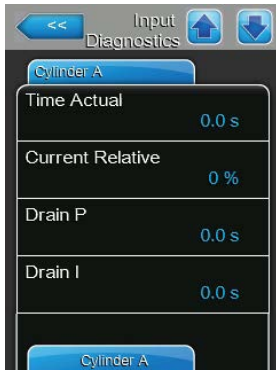 <<
Input
Diagnostics
Cylinder A
Time Actual
0.0 s
Current Relative
0 %
Drain P
0.0 s
Drain I
0.0 s
Cylinder A